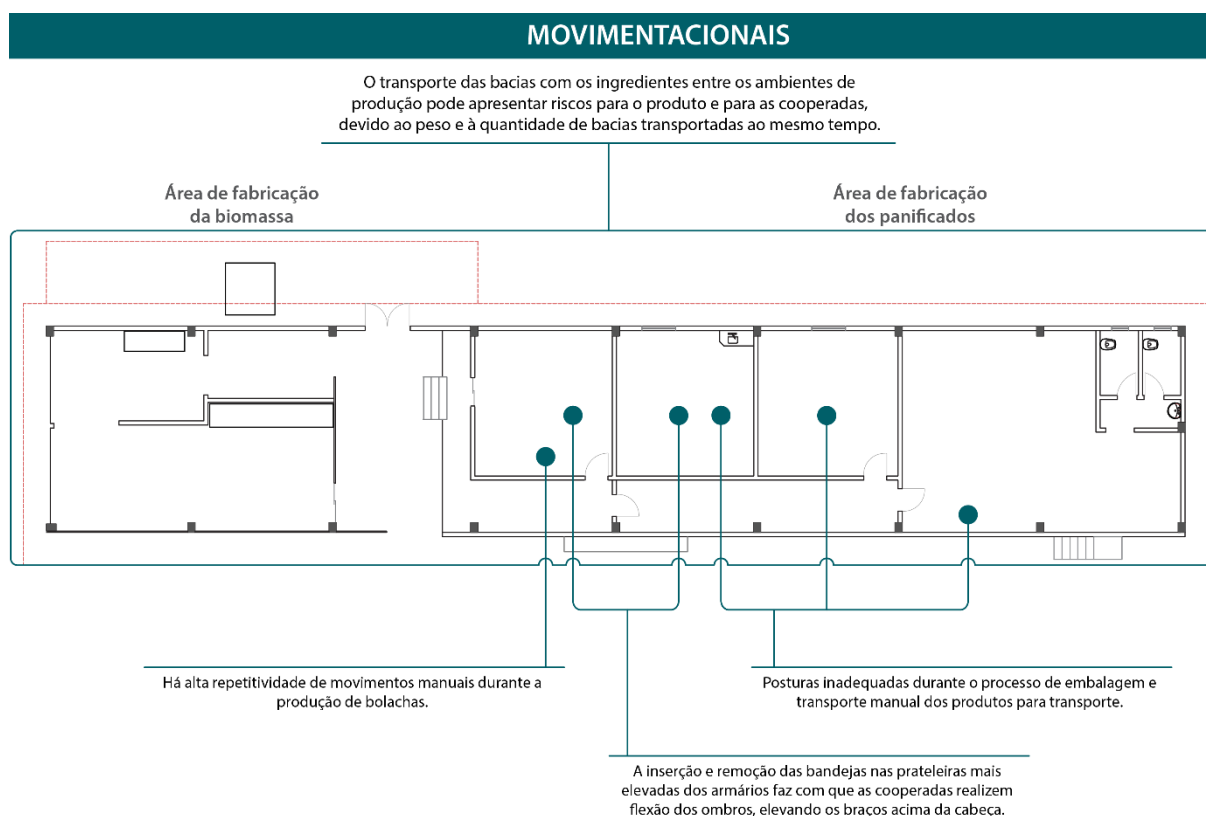 MOVIMENTACIONAIS
O transporte das bacias com os ingredientes entre os ambientes de
produção pode apresentar riscos para o produto e para as cooperadas,
devido ao peso e à quantidade de bacias transportadas ao mesmo tempo.
Área de fabricação
da biomassa
Área de fabricação
dos panificados
Há alta repetitividade de movimentos manuais durante a
produção de bolachas.
Posturas inadequadas durante o processo de embalagem e
transporte manual dos produtos para transporte.
A inserção e remoção das bandejas nas prateleiras mais
elevadas dos armários faz com que as cooperadas realizem
flexão dos ombros, elevando os braços acima da cabeça.